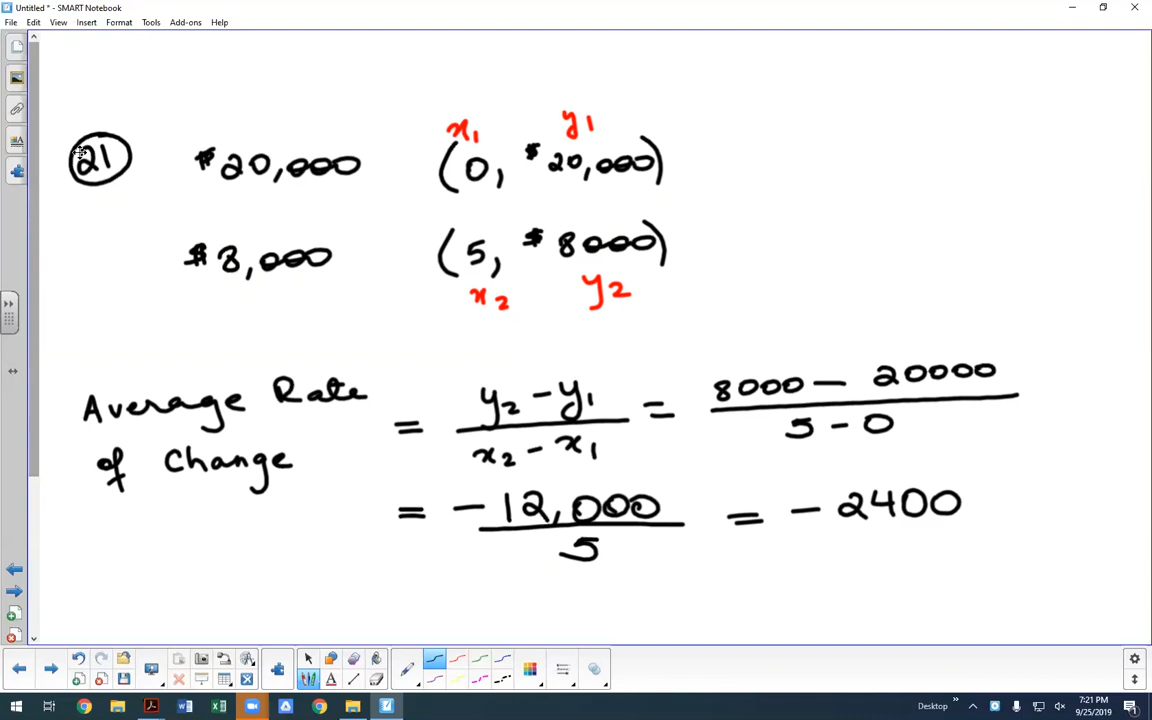 Untitled * - SMART Notebook
File Edit View Insert Format Tools Add-ons Help
x1 y1
21 $20,000 (0, $20,000)
$8,000 (5, $8000)
x2 y2
Average Rate of Change = y2 - y1 / x2 - x1 = 8000 - 20000 / 5 - 0
= -12,000 / 5 = -2400
Desktop
7:21 PM
9/25/2019